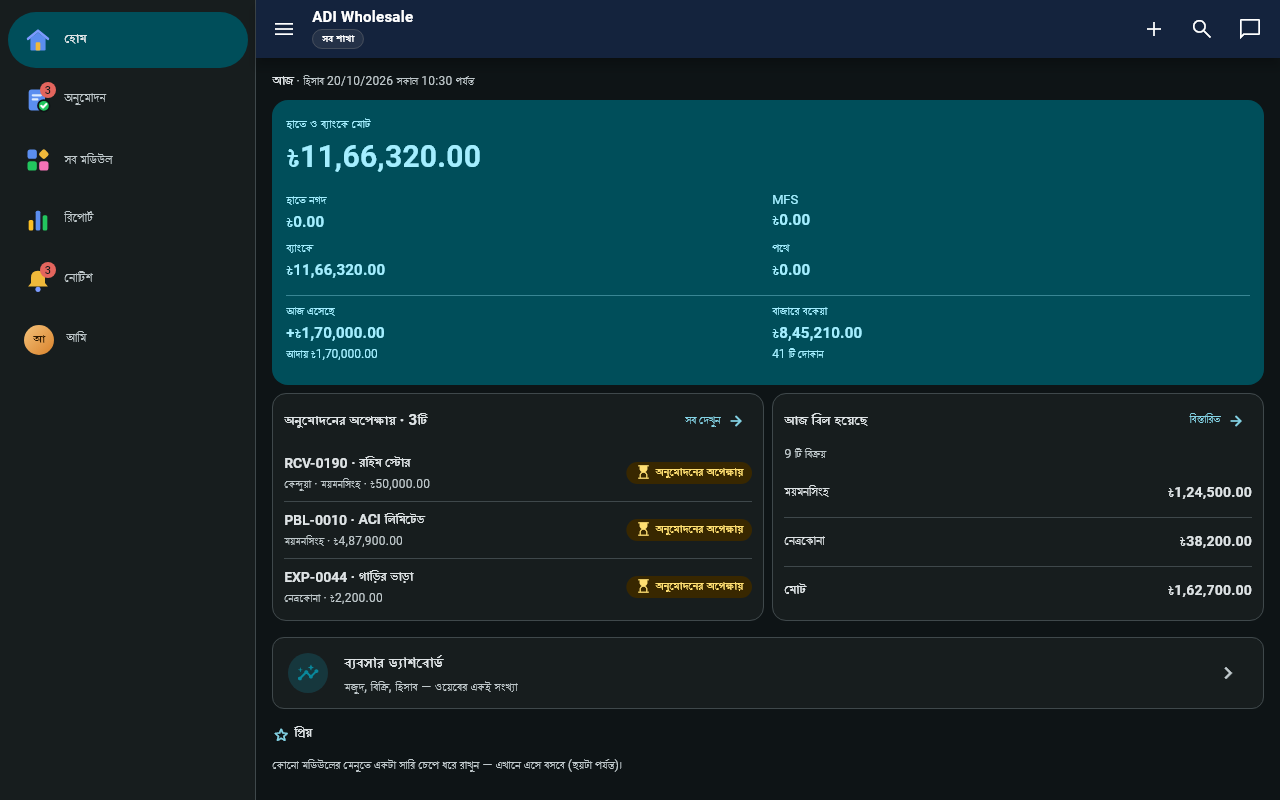 হোম
3
অনুমোদন
সব মডিউল
রিপোর্ট
3
নোটিশ
আ
আমি
ADI Wholesale
সব শাখা
আজ · হিসাব 20/10/2026 সকাল 10:30 পর্যন্ত
হাতে ও ব্যাংকে মোট
৳11,66,320.00
হাতে নগদ
৳0.00
MFS
৳0.00
ব্যাংকে
৳11,66,320.00
পথে
৳0.00
আজ এসেছে
+৳1,70,000.00
আদায় ৳1,70,000.00
বাজারে বকেয়া
৳8,45,210.00
41 টি দোকান
অনুমোদনের অপেক্ষায় · 3টি
সব দেখুন
RCV-0190 · রহিম স্টোর
কেন্দুয়া · ময়মনসিংহ · ৳50,000.00
অনুমোদনের অপেক্ষায়
PBL-0010 · ACI লিমিটেড
ময়মনসিংহ · ৳4,87,900.00
অনুমোদনের অপেক্ষায়
EXP-0044 · গাড়ির ভাড়া
নেত্রকোনা · ৳2,200.00
অনুমোদনের অপেক্ষায়
আজ বিল হয়েছে
বিস্তারিত
9 টি বিক্রয়
ময়মনসিংহ ৳1,24,500.00
নেত্রকোনা ৳38,200.00
মোট ৳1,62,700.00
ব্যবসার ড্যাশবোর্ড
মজুদ, বিক্রি, হিসাব — ওয়েবের একই সংখ্যা
প্রিয়
কোনো মডিউলের মেনুতে একটা সারি চেপে ধরে রাখুন — এখানে এসে বসবে (ছয়টা পর্যন্ত)।